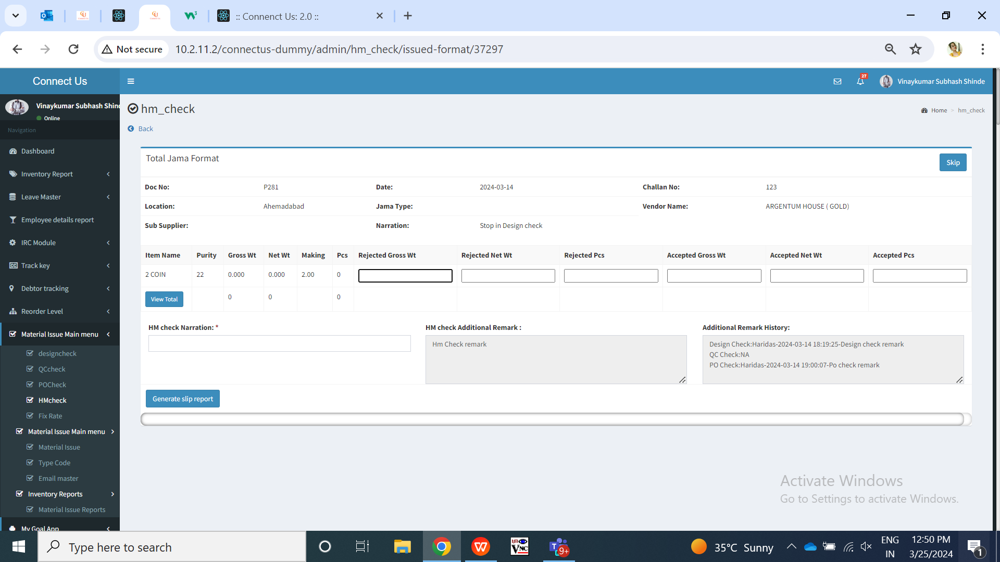 :: Connenct Us: 2.0 ::
Not secure
10.2.11.2/connectus-dummy/admin/hm_check/issued-format/37297
Connect Us
27
Vinaykumar Subhash Shinde
Vinaykumar Subhash Shin
Online
Navigation
Dashboard
Inventory Report
Leave Master
Employee details report
IRC Module
Track key
Debtor tracking
Reorder Level
Material Issue Main menu
designcheck
QCcheck
POCheck
HMcheck
Fix Rate
Material Issue Main menu
Material Issue
Type Code
Email master
Inventory Reports
Material Issue Reports
My Goal App
hm_check
Home > hm_check
Back
Total Jama Format
Skip
Doc No: P281 Date: 2024-03-14 Challan No: 123
Location: Ahemadabad Jama Type: Vendor Name: ARGENTUM HOUSE ( GOLD)
Sub Supplier: Narration: Stop in Design check
Item Name Purity Gross Wt Net Wt Making Pcs Rejected Gross Wt Rejected Net Wt Rejected Pcs Accepted Gross Wt Accepted Net Wt Accepted Pcs
2 COIN 22 0.000 0.000 2.00 0
View Total 0 0 0
HM check Narration: * HM check Additional Remark : Additional Remark History:
Hm Check remark
Design Check:Haridas-2024-03-14 18:19:25-Design check remark
QC Check:NA
PO Check:Haridas-2024-03-14 19:00:07-Po check remark
Generate slip report
Activate Windows
Go to Settings to activate Windows.
Type here to search
9+
35°C Sunny
ENG
IN
12:50 PM
3/25/2024
1